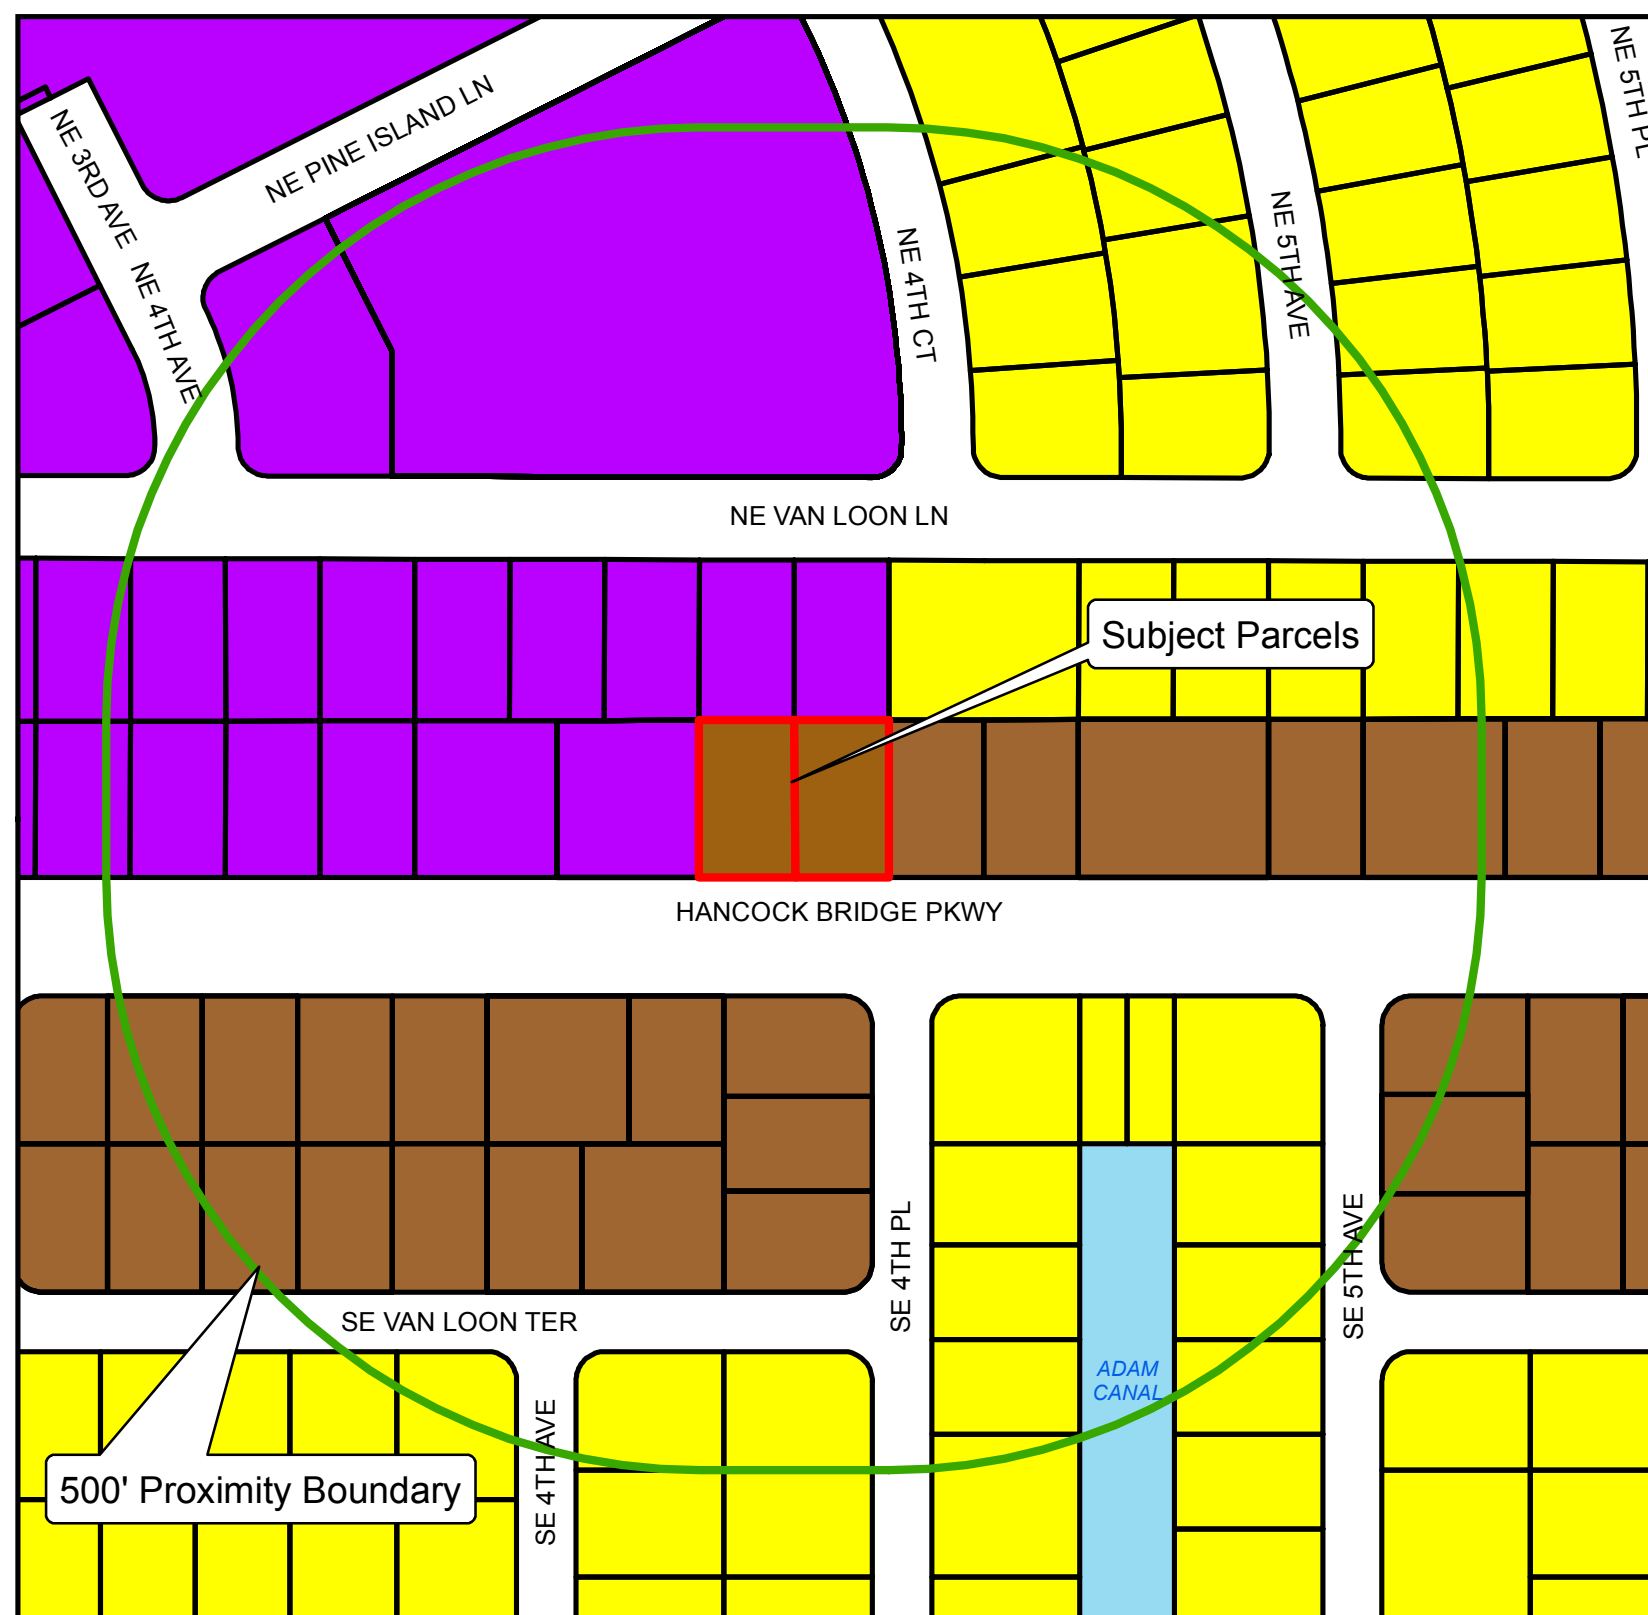 NE 5TH PL
NE PINE ISLAND LN
NE 3RD AVE
NE 4TH AVE
NE 4TH CT
NE 5TH AVE
NE VAN LOON LN
Subject Parcels
HANCOCK BRIDGE PKWY
SE 4TH PL
SE 5TH AVE
SE VAN LOON TER
ADAM
CANAL
SE 4TH AVE
500' Proximity Boundary